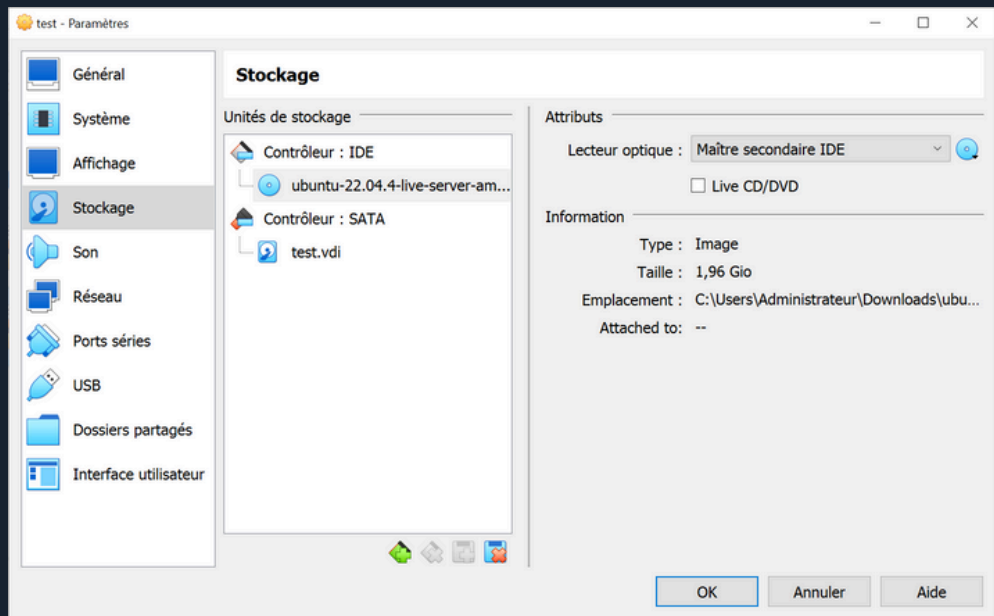 test - Paramètres
Général
Système
Affichage
Stockage
Son
Réseau
Ports séries
USB
Dossiers partagés
Interface utilisateur
Stockage
Unités de stockage
Contrôleur : IDE
ubuntu-22.04.4-live-server-am...
Contrôleur : SATA
test.vdi
Attributs
Lecteur optique : Maître secondaire IDE
Live CD/DVD
Information
Type : Image
Taille : 1,96 Gio
Emplacement : C:\Users\Administrateur\Downloads\ubu...
Attached to: --
OK Annuler Aide